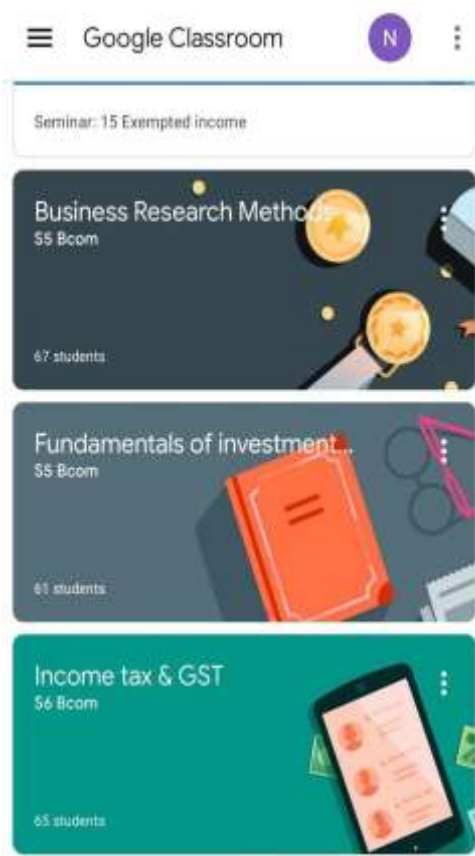 Google Classroom
N
Seminar: 15 Exempted income
Business Research Methods
S5 Bcom
67 students
Fundamentals of investment...
S5 Bcom
61 students
Income tax & GST
S6 Bcom
65 students